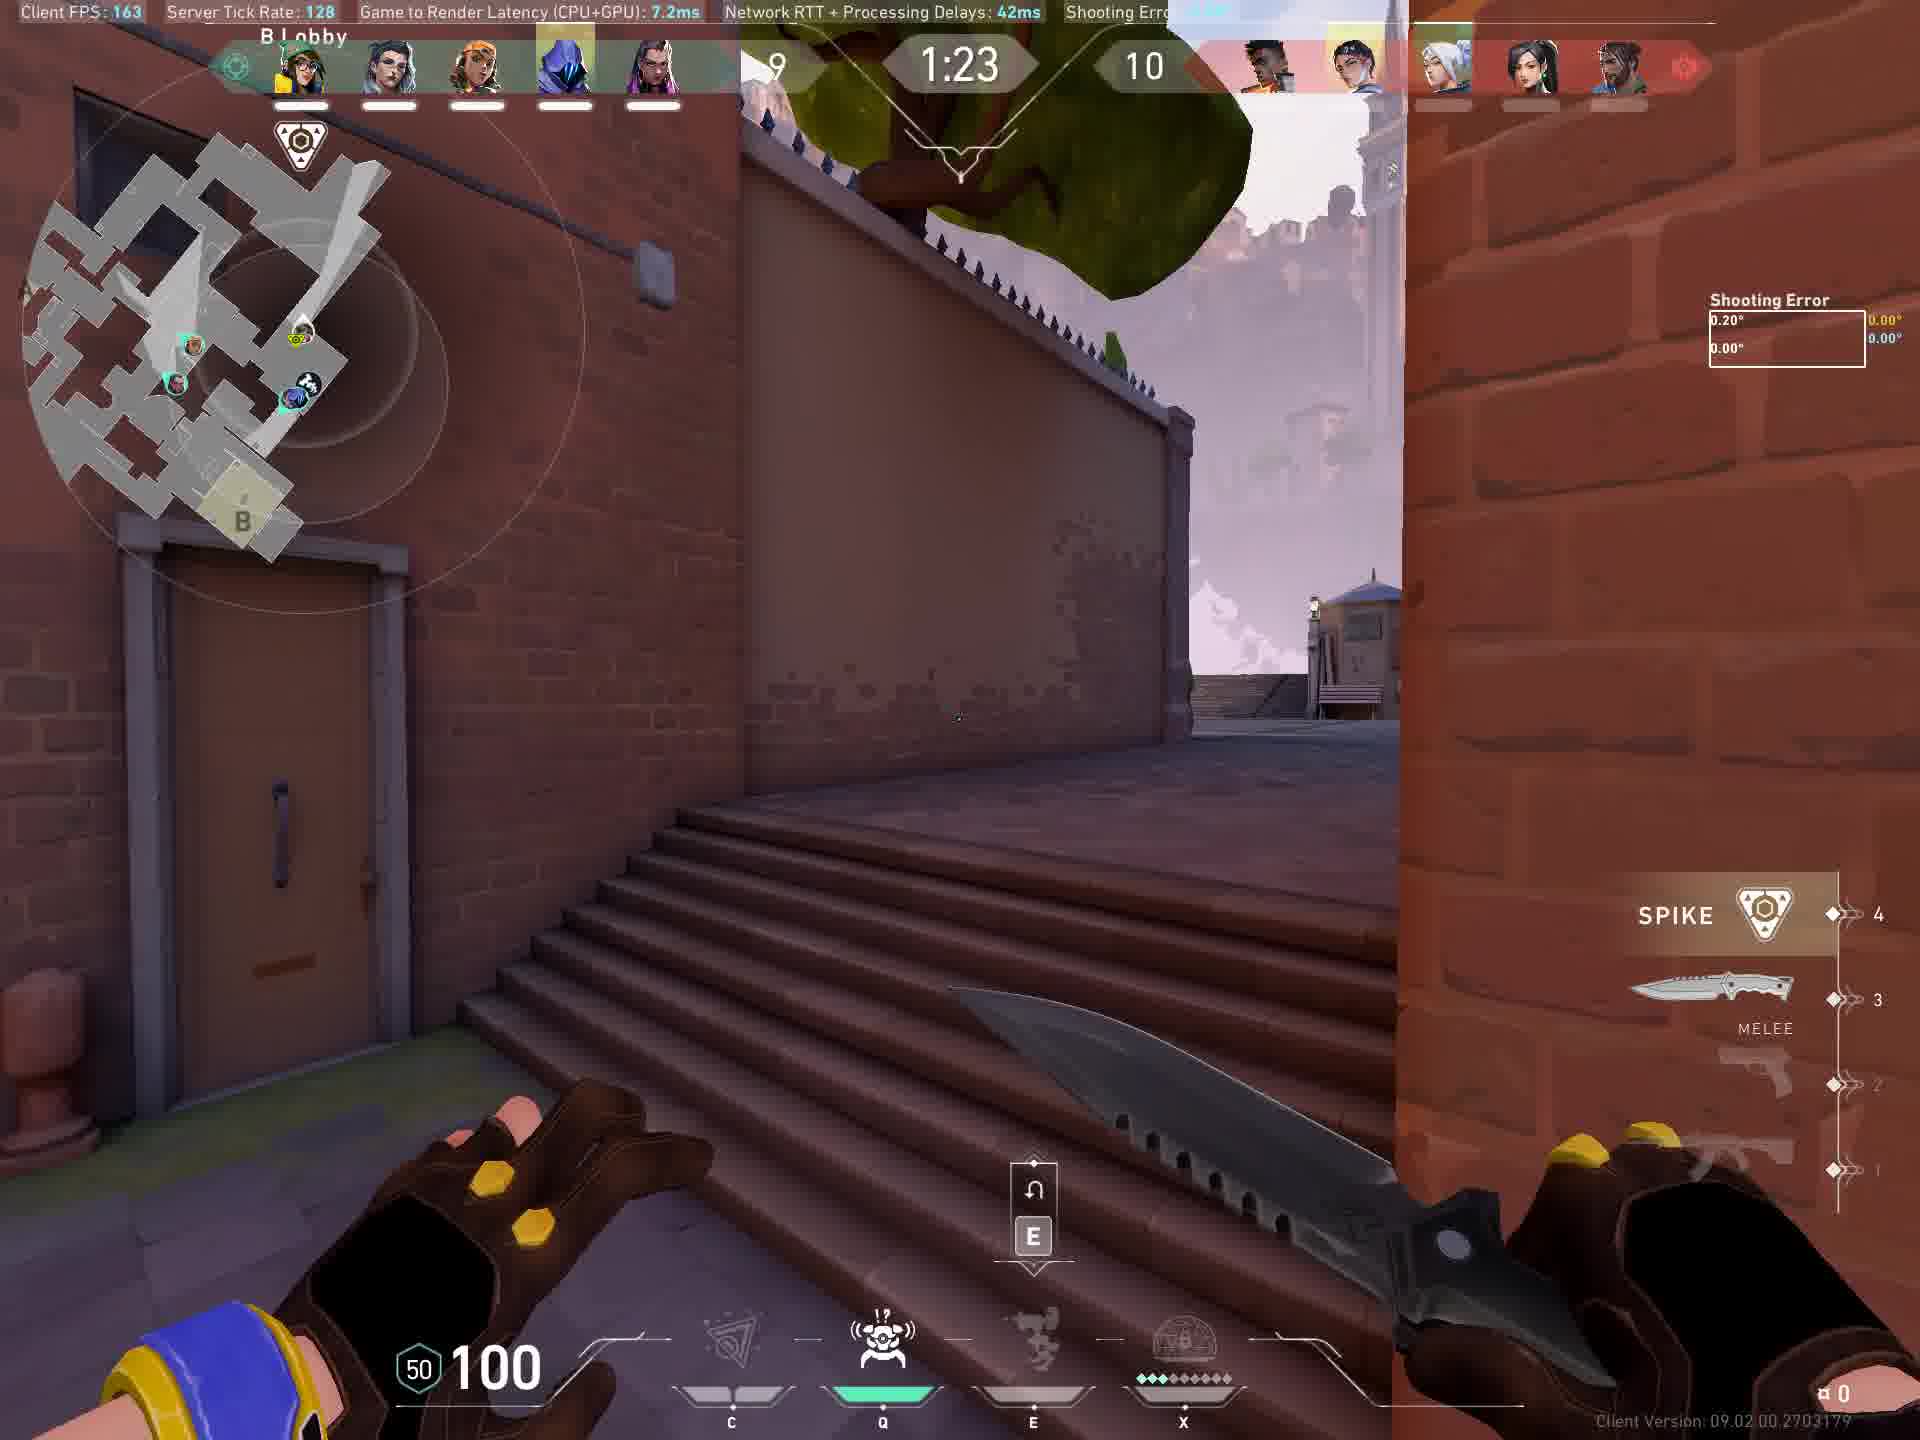 Client FPS: 163 Server Tick Rate: 128 Game to Render Latency (CPU+GPU): 7.2ms Network RTT + Processing Delays: 42ms Shooting Erro
B Lobby
9 1:23 10
B
Shooting Error
0.20° 0.00°
0.00° 0.00°
SPIKE 4
3
MELEE
2
1
E
50 100
C Q E X
¤ 0
Client Version: 09.02.00.2703179